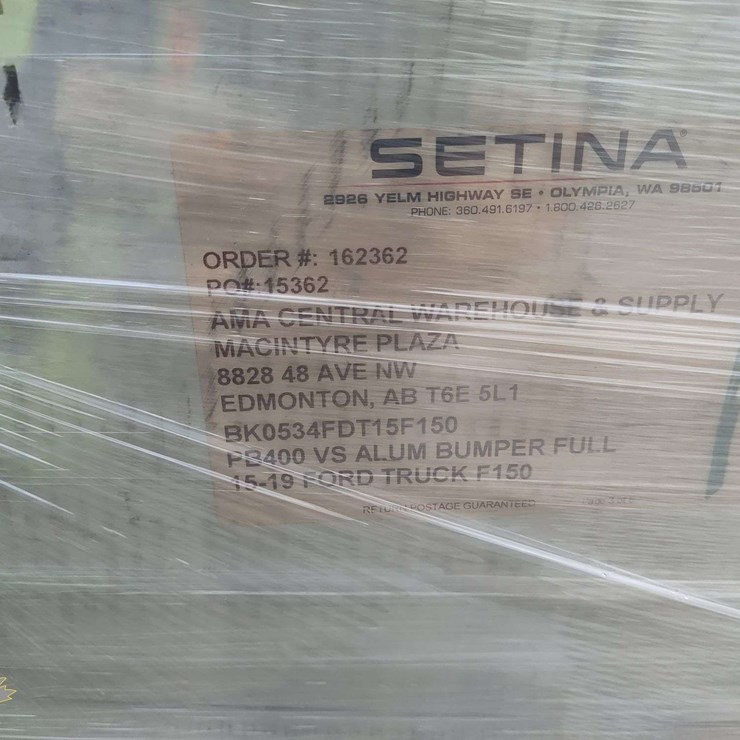 SETINA
2926 YELM HIGHWAY SE • OLYMPIA, WA 98501
PHONE: 360.491.6197 • 1.800.426.2627
ORDER #: 162362
PO#:15362
AMA CENTRAL WAREHOUSE & SUPPLY
MACINTYRE PLAZA
8828 48 AVE NW
EDMONTON, AB T6E 5L1
BK0534FDT15F150
PB400 VS ALUM BUMPER FULL
15-19 FORD TRUCK F150
RETURN POSTAGE GUARANTEED